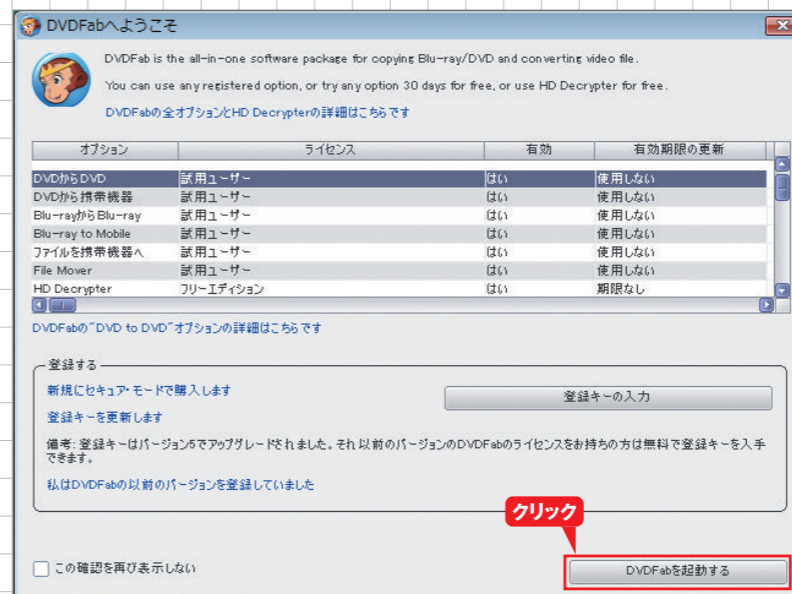 DVDFabへようこそ
DVDFab is the all-in-one software package for copying Blu-ray/DVD and converting video file.
You can use any registered option, or try any option 30 days for free, or use HD Decrypter for free.
DVDFabの全オプションとHD Decrypterの詳細はこちらです
オプション ライセンス 有効 有効期限の更新
DVDからDVD 試用ユーザー はい 使用しない
DVDから携帯機器 試用ユーザー はい 使用しない
Blu-rayからBlu-ray 試用ユーザー はい 使用しない
Blu-ray to Mobile 試用ユーザー はい 使用しない
ファイルを携帯機器へ 試用ユーザー はい 使用しない
File Mover 試用ユーザー はい 使用しない
HD Decrypter フリーエディション はい 期限なし
DVDFabの"DVD to DVD"オプションの詳細はこちらです
登録する
新規にセキュア・モードで購入します
登録キーの入力
登録キーを更新します
備考: 登録キーはバージョン5でアップグレードされました。それ以前のバージョンのDVDFabのライセンスをお持ちの方は無料で登録キーを入手
できます。
私はDVDFabの以前のバージョンを登録していました
クリック
この確認を再び表示しない
DVDFabを起動する